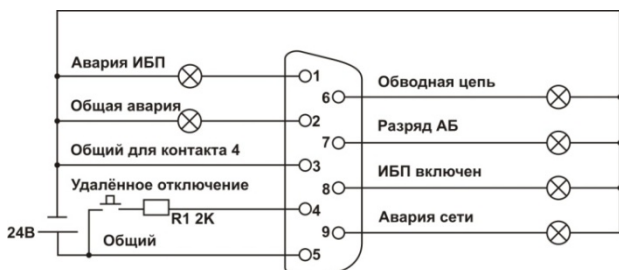 Авария ИБП
1
Обводная цепь
6
Общая авария
2
Разряд АБ
7
Общий для контакта 4
3
ИБП включен
8
Удалённое отключение
R1 2K
4
Авария сети
9
24В
Общий
5